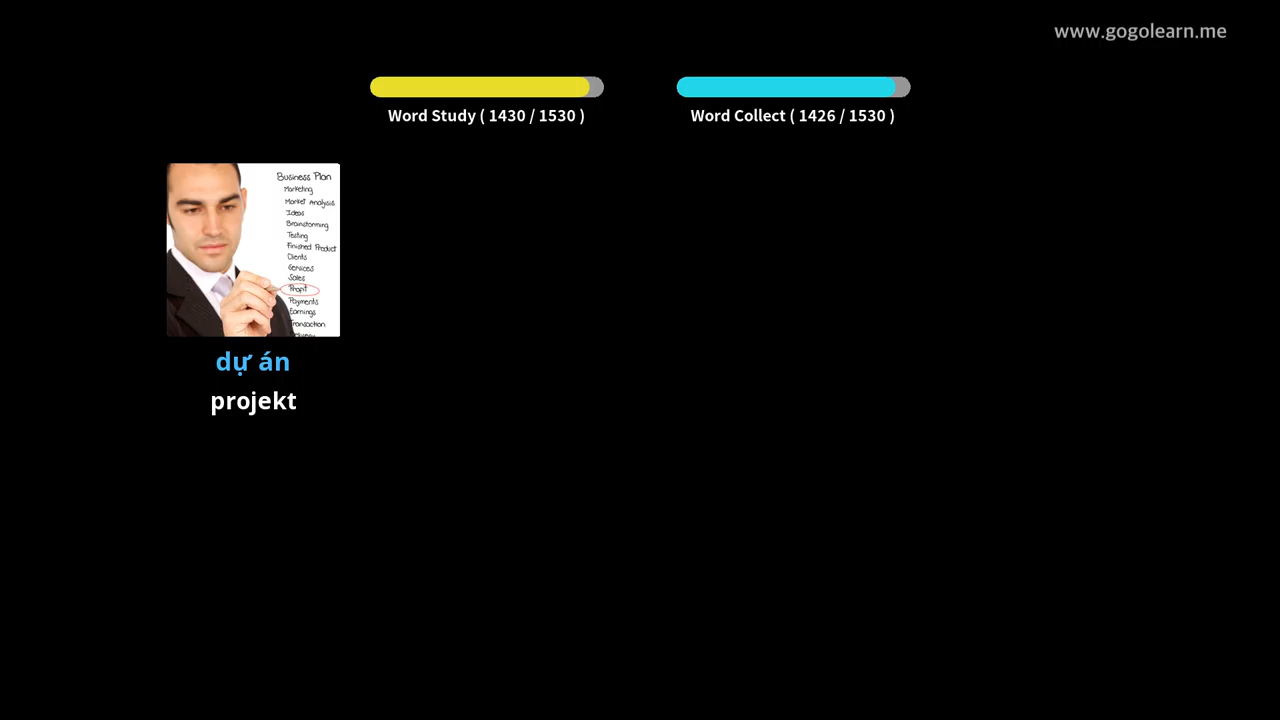 www.gogolearn.me
Word Study ( 1430 / 1530 )
Word Collect ( 1426 / 1530 )
Business Plan
Marketing
Market Analysis
Ideas
Brainstorming
Testing
Finished Product
Clients
Services
Sales
Profit
Payments
Earnings
Transaction
dự án
projekt